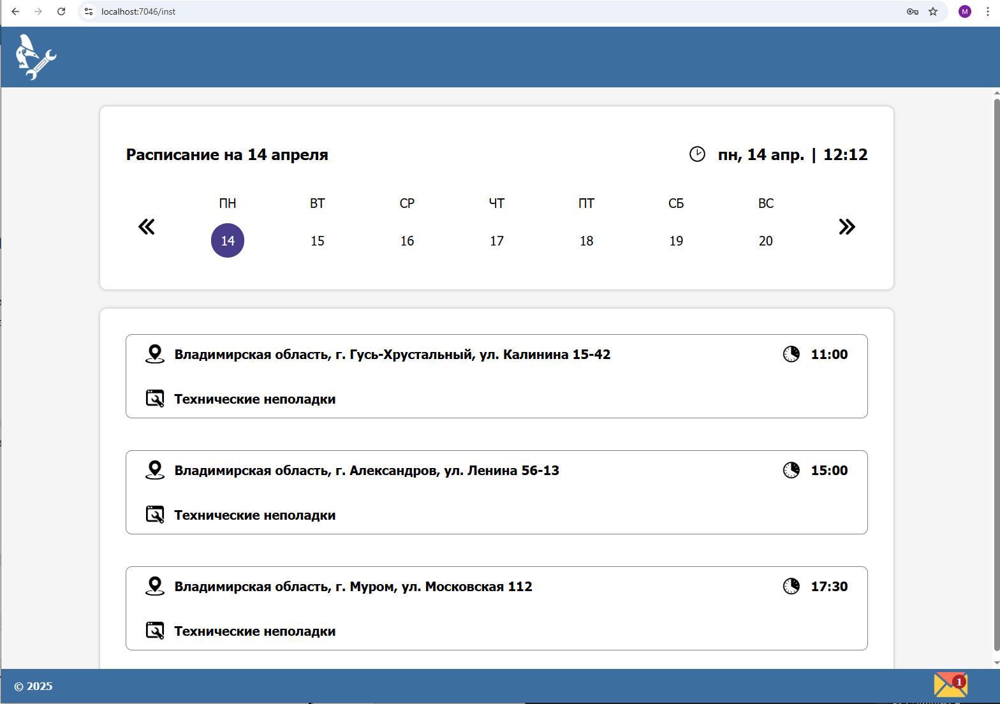 localhost:7046/inst
M
Расписание на 14 апреля
пн, 14 апр. | 12:12
ПН ВТ СР ЧТ ПТ СБ ВС
14 15 16 17 18 19 20
Владимирская область, г. Гусь-Хрустальный, ул. Калинина 15-42
11:00
Технические неполадки
Владимирская область, г. Александров, ул. Ленина 56-13
15:00
Технические неполадки
Владимирская область, г. Муром, ул. Московская 112
17:30
Технические неполадки
© 2025
1